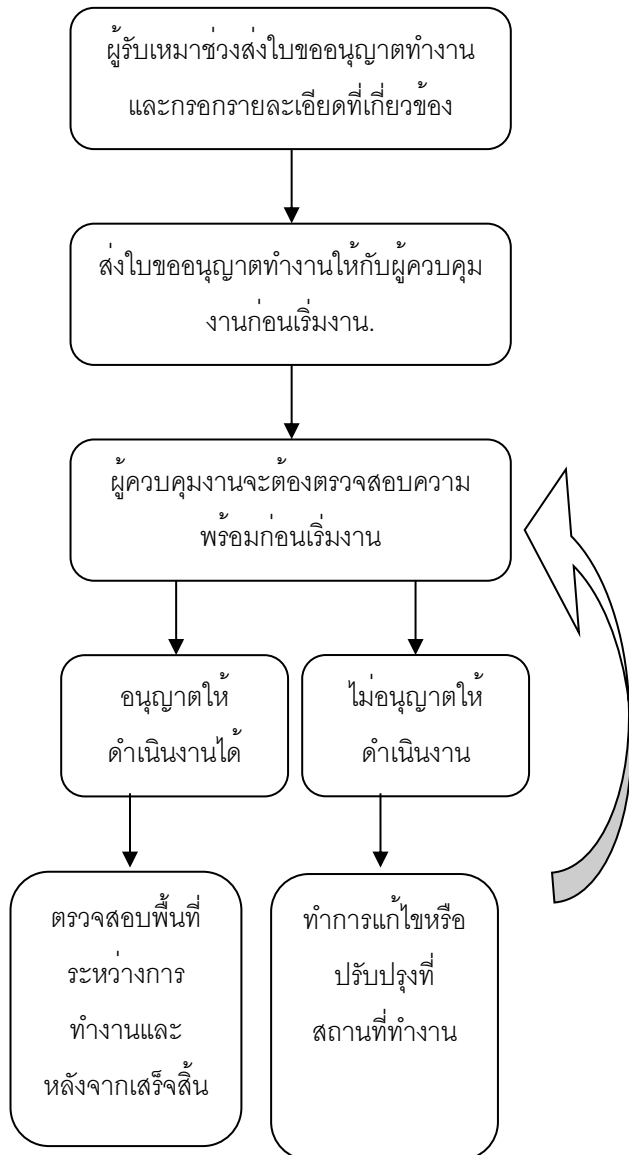 ผู้รับเหมาช่วงส่งใบขออนุญาตทำงาน
และกรอกรายละเอียดที่เกี่ยวข้อง
ส่งใบขออนุญาตทำงานให้กับผู้ควบคุม
งานก่อนเริ่มงาน.
ผู้ควบคุมงานจะต้องตรวจสอบความ
พร้อมก่อนเริ่มงาน
อนุญาตให้
ดำเนินงานได้
ไม่อนุญาตให้
ดำเนินงาน
ตรวจสอบพื้นที่
ระหว่างการ
ทำงานและ
หลังจากเสร็จสิ้น
ทำการแก้ไขหรือ
ปรับปรุงที่
สถานที่ทำงาน